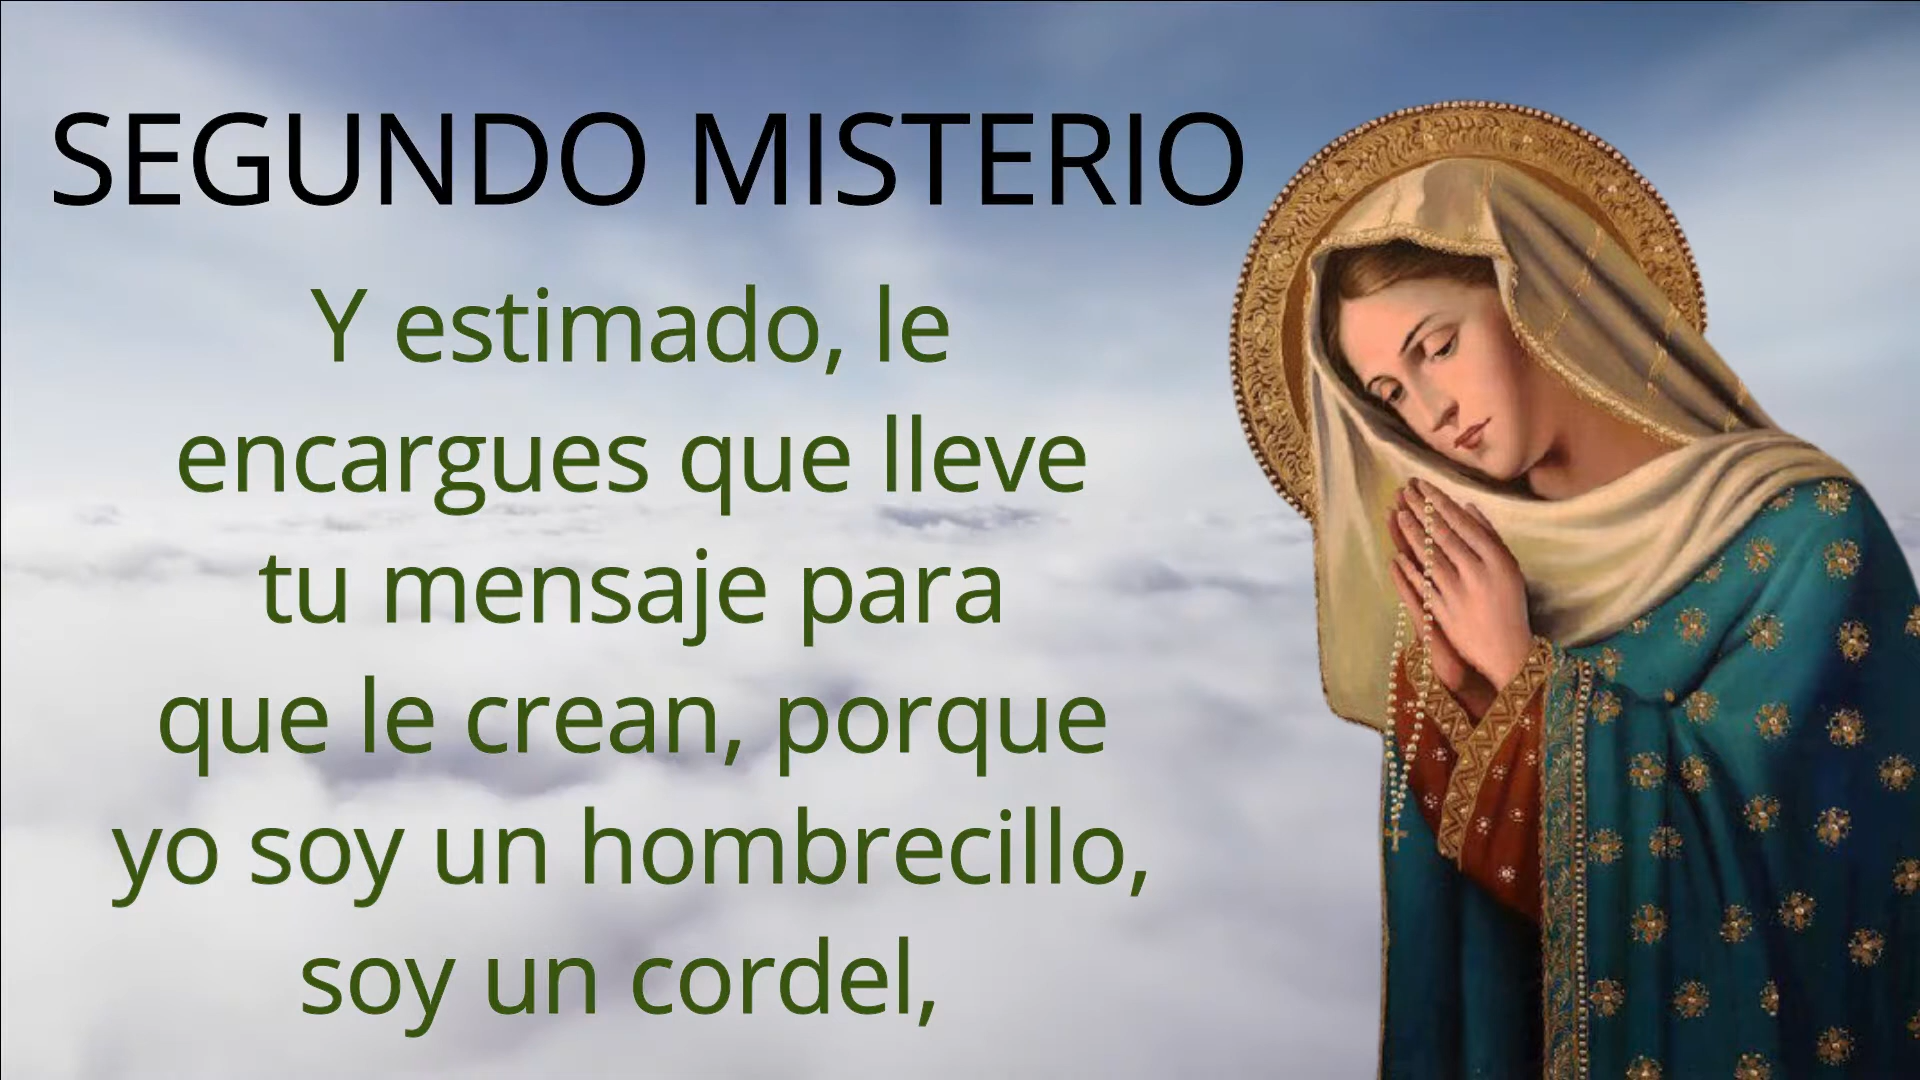 SEGUNDO MISTERIO
Y estimado, le
encargues que lleve
tu mensaje para
que le crean, porque
yo soy un hombrecillo,
soy un cordel,